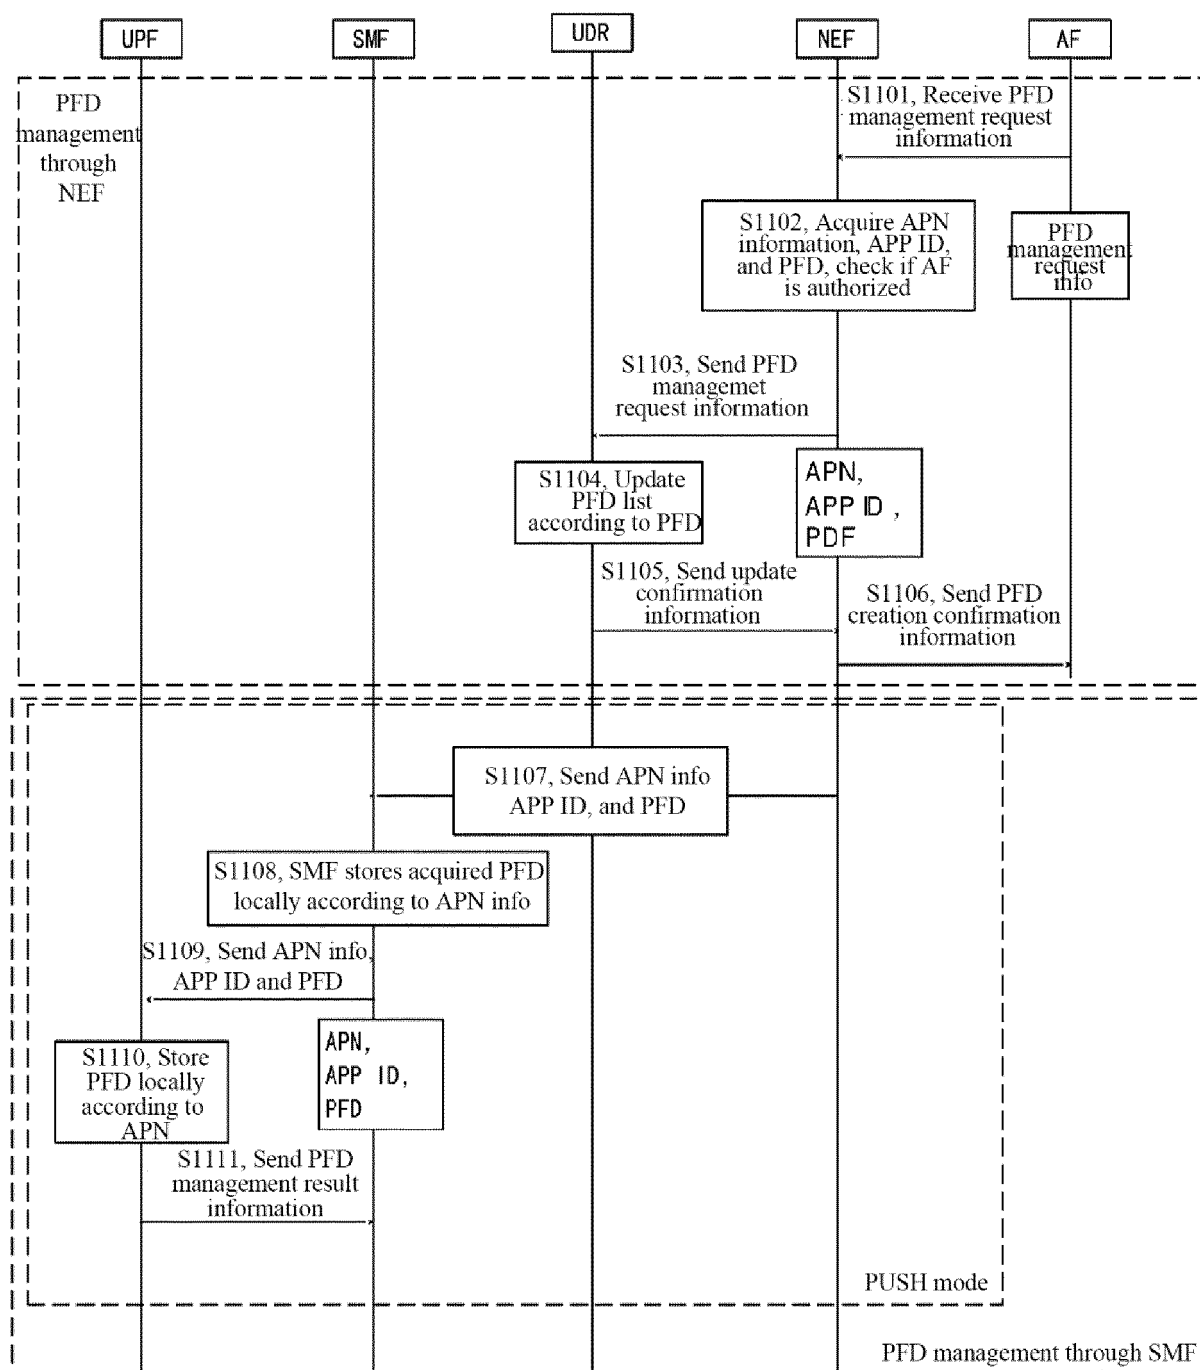 UPF
SMF
UDR
NEF
AF
PFD
management
through
NEF
S1101, Receive PFD
management request
information
S1102, Acquire APN
information, APP ID,
and PFD, check if AF
is authorized
PFD
management
request
info
S1103, Send PFD
managemet
request information
S1104, Update
PFD list
according to PFD
APN,
APP ID ,
PDF
S1105, Send update
confirmation
information
S1106, Send PFD
creation confirmation
information
S1107, Send APN info
APP ID, and PFD
S1108, SMF stores acquired PFD
locally according to APN info
S1109, Send APN info,
APP ID and PFD
APN,
APP ID,
PFD
S1110, Store
PFD locally
according to
APN
S1111, Send PFD
management result
information
PUSH mode
PFD management through SMF